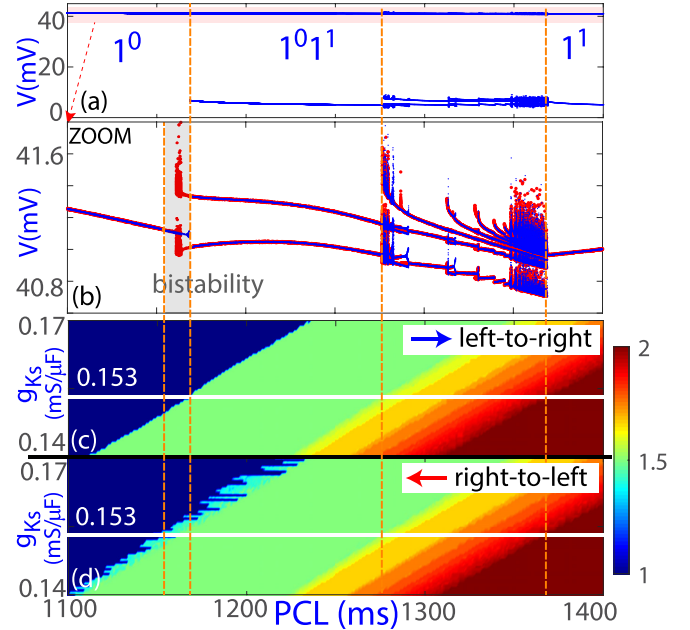 40
20
0
V(mV)
1⁰
1⁰1¹
1¹
(a)
ZOOM
41.6
40.8
V(mV)
(b)
bistability
0.17
0.14
gKs
(mS/µF)
0.153
left-to-right
(c)
0.17
0.14
gKs
(mS/µF)
0.153
right-to-left
(d)
2
1.5
1
1100
1200
1300
1400
PCL (ms)